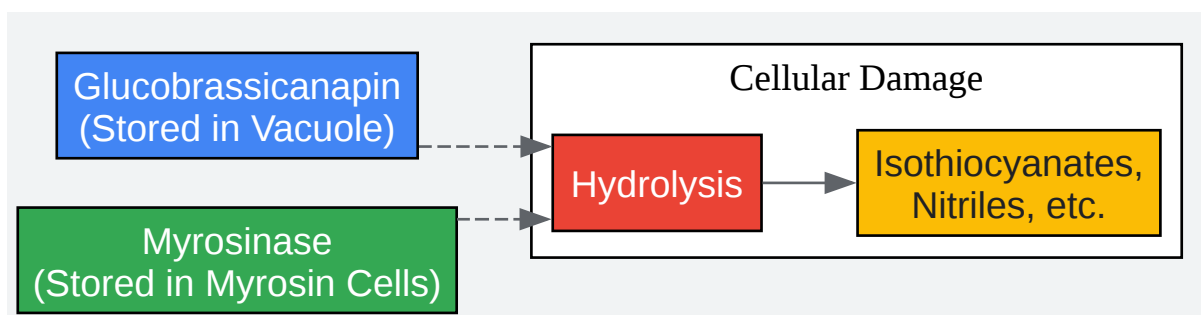 Glucobrassicanapin
(Stored in Vacuole)
Myrosinase
(Stored in Myrosin Cells)
Cellular Damage
Hydrolysis
Isothiocyanates,
Nitriles, etc.